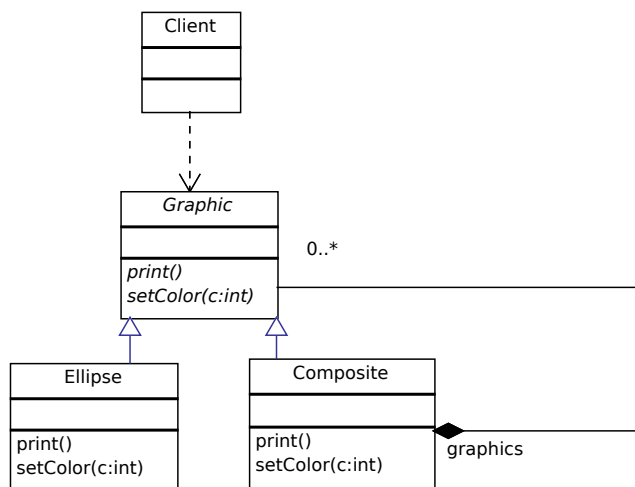 Client
Graphic
0..*
print()
setColor(c:int)
Ellipse
print()
setColor(c:int)
Composite
print()
setColor(c:int)
graphics